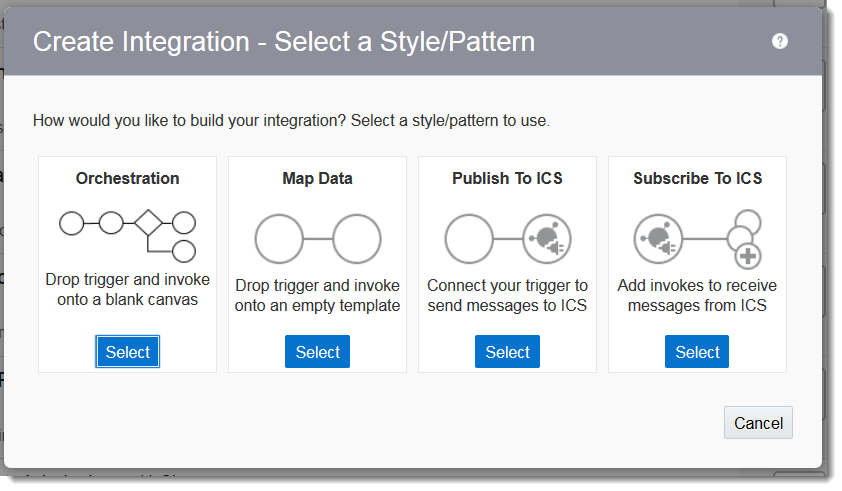 Create Integration - Select a Style/Pattern
?
How would you like to build your integration? Select a style/pattern to use.
Orchestration
Drop trigger and invoke
onto a blank canvas
Select
Map Data
Drop trigger and invoke
onto an empty template
Select
Publish To ICS
Connect your trigger to
send messages to ICS
Select
Subscribe To ICS
Add invokes to receive
messages from ICS
Select
Cancel